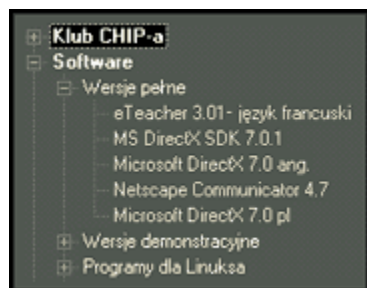 Klub CHIP-a
Software
Wersje pełne
eTeacher 3.01- język francuski
MS DirectX SDK 7.0.1
Microsoft DirectX 7.0 ang.
Netscape Communicator 4.7
Microsoft DirectX 7.0 pl
Wersje demonstracyjne
Programy dla Linuksa